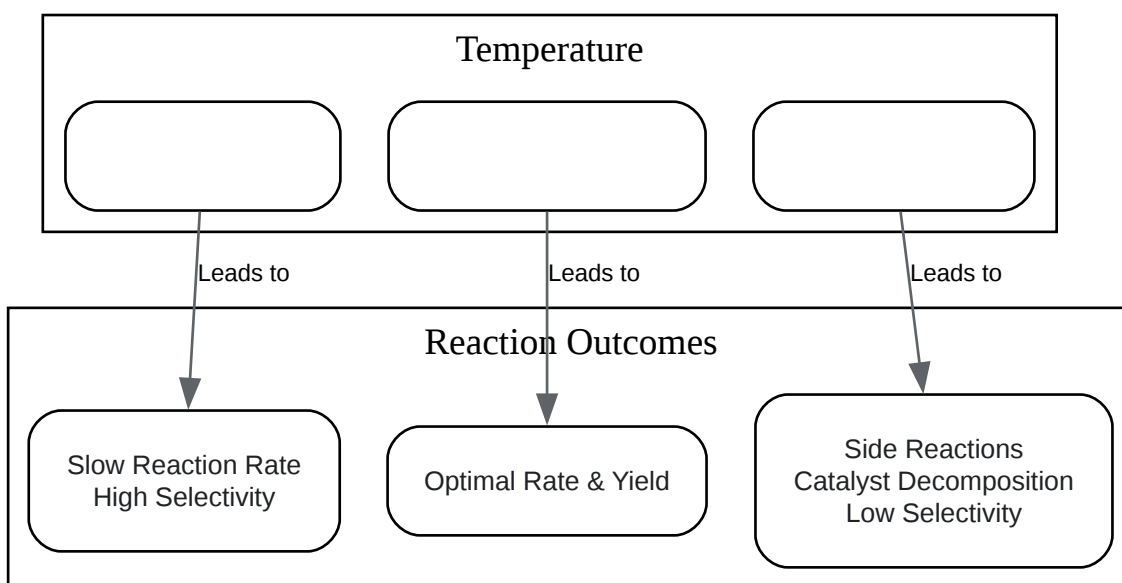 Temperature
Leads to
Leads to
Leads to
Reaction Outcomes
Slow Reaction Rate
High Selectivity
Optimal Rate & Yield
Side Reactions
Catalyst Decomposition
Low Selectivity